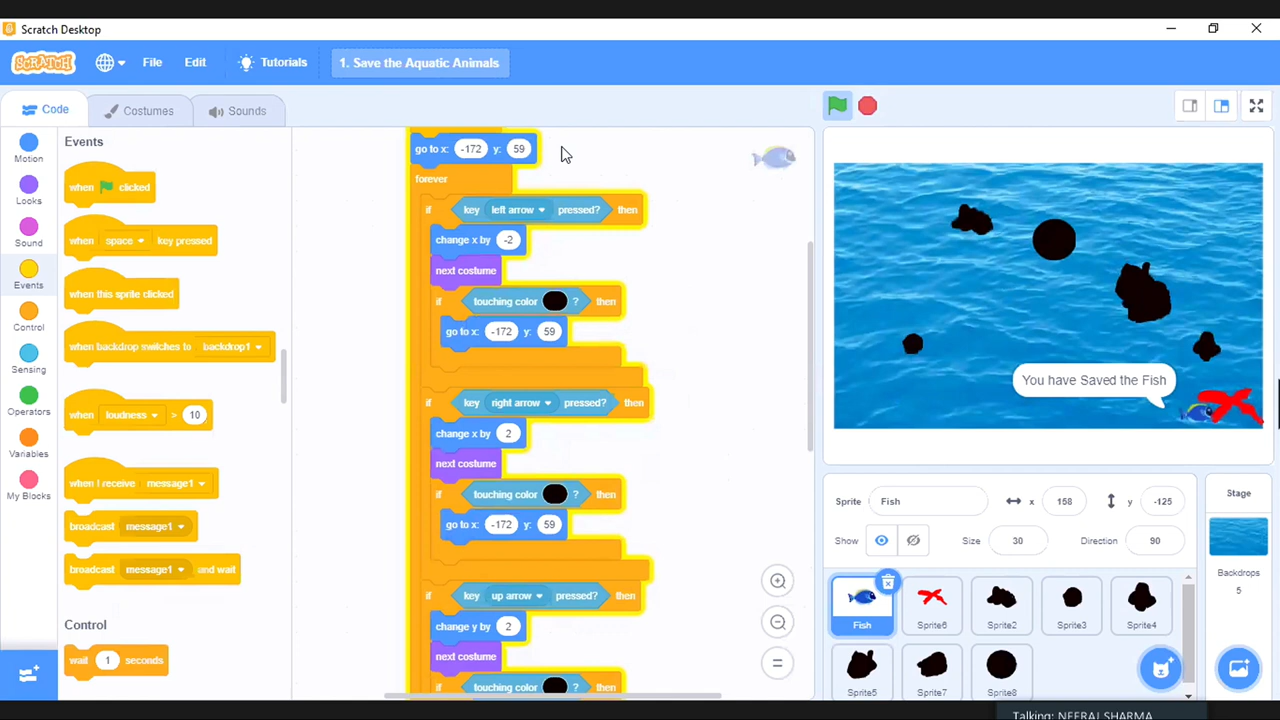 Scratch Desktop
SCRATCH File Edit Tutorials 1. Save the Aquatic Animals
Code Costumes Sounds
Motion
Looks
Sound
Events
Control
Sensing
Operators
Variables
My Blocks
Events
when clicked
when space key pressed
when this sprite clicked
when backdrop switches to backdrop1
when loudness > 10
when I receive message1
broadcast message1
broadcast message1 and wait
Control
wait 1 seconds
go to x: -172 y: 59
forever
if key left arrow pressed? then
change x by -2
next costume
if touching color ? then
go to x: -172 y: 59
if key right arrow pressed? then
change x by 2
next costume
if touching color ? then
go to x: -172 y: 59
if key up arrow pressed? then
change y by 2
next costume
if touching color ? then
You have Saved the Fish
Sprite Fish x 158 y -125
Show Size 30 Direction 90
Fish Sprite6 Sprite2 Sprite3 Sprite4
Sprite5 Sprite7 Sprite8
Stage
Backdrops
5
Talking: NEERAJ SHARMA